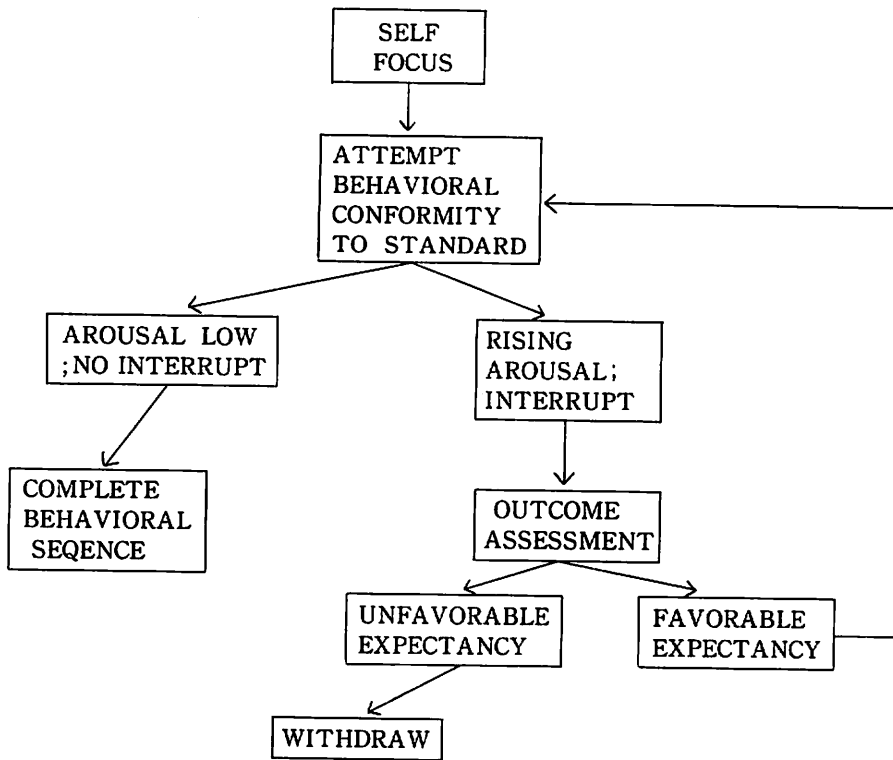 SELF
FOCUS
ATTEMPT
BEHAVIORAL
CONFORMITY
TO STANDARD
AROUSAL LOW
;NO INTERRUPT
RISING
AROUSAL;
INTERRUPT
COMPLETE
BEHAVIORAL
SEQENCE
OUTCOME
ASSESSMENT
UNFAVORABLE
EXPECTANCY
FAVORABLE
EXPECTANCY
WITHDRAW